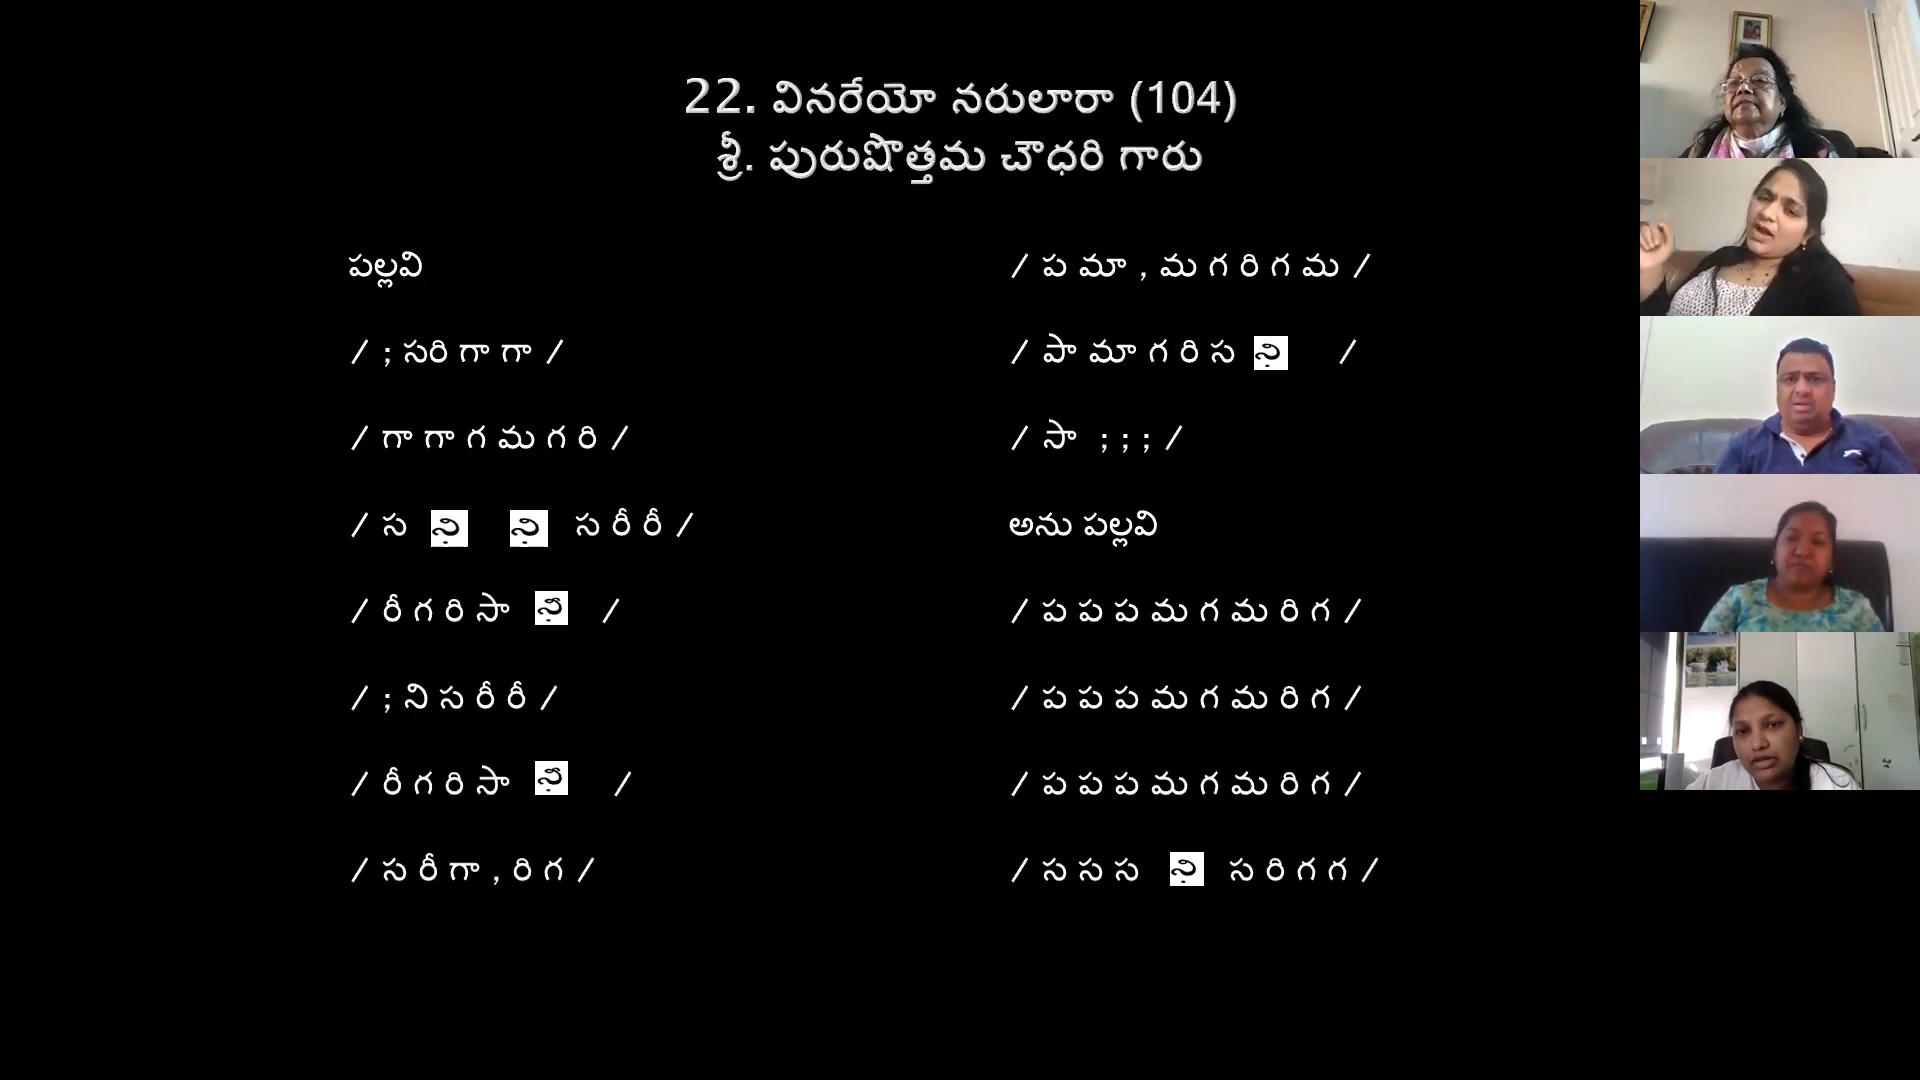 22. వినరేయో నరులారా (104)
శ్రీ. పురుషొత్తమ చౌధరి గారు
పల్లవి
/ ; సరి గా గా /
/ గా గా గ మ గ రి /
/ స ని ని స రీ రీ /
/ రీ గ రి సా నీ /
/ ; ని స రీ రీ /
/ రీ గ రి సా నీ /
/ స రీ గా , రి గ /
/ ప మా , మ గ రి గ మ /
/ పా మా గ రి స ని /
/ సా ; ; ; /
అను పల్లవి
/ ప ప ప మ గ మ రి గ /
/ ప ప ప మ గ మ రి గ /
/ ప ప ప మ గ మ రి గ /
/ స స స ని స రి గ గ /